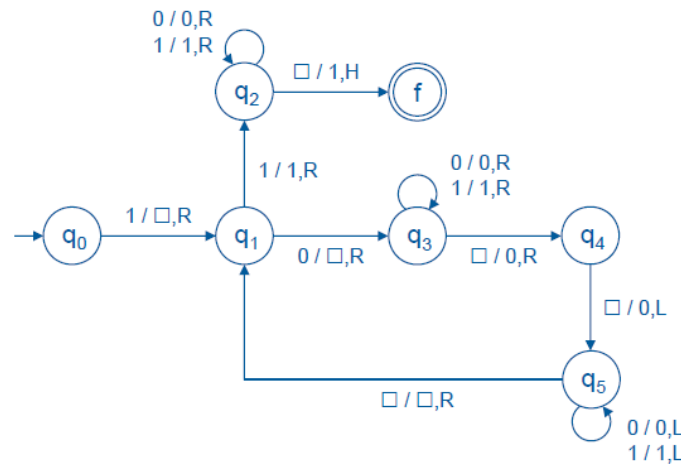 0 / 0,R
1 / 1,R
q2
□ / 1,H
f
1 / 1,R
0 / 0,R
1 / 1,R
q0
1 / □,R
q1
0 / □,R
q3
□ / 0,R
q4
□ / 0,L
□ / □,R
q5
0 / 0,L
1 / 1,L